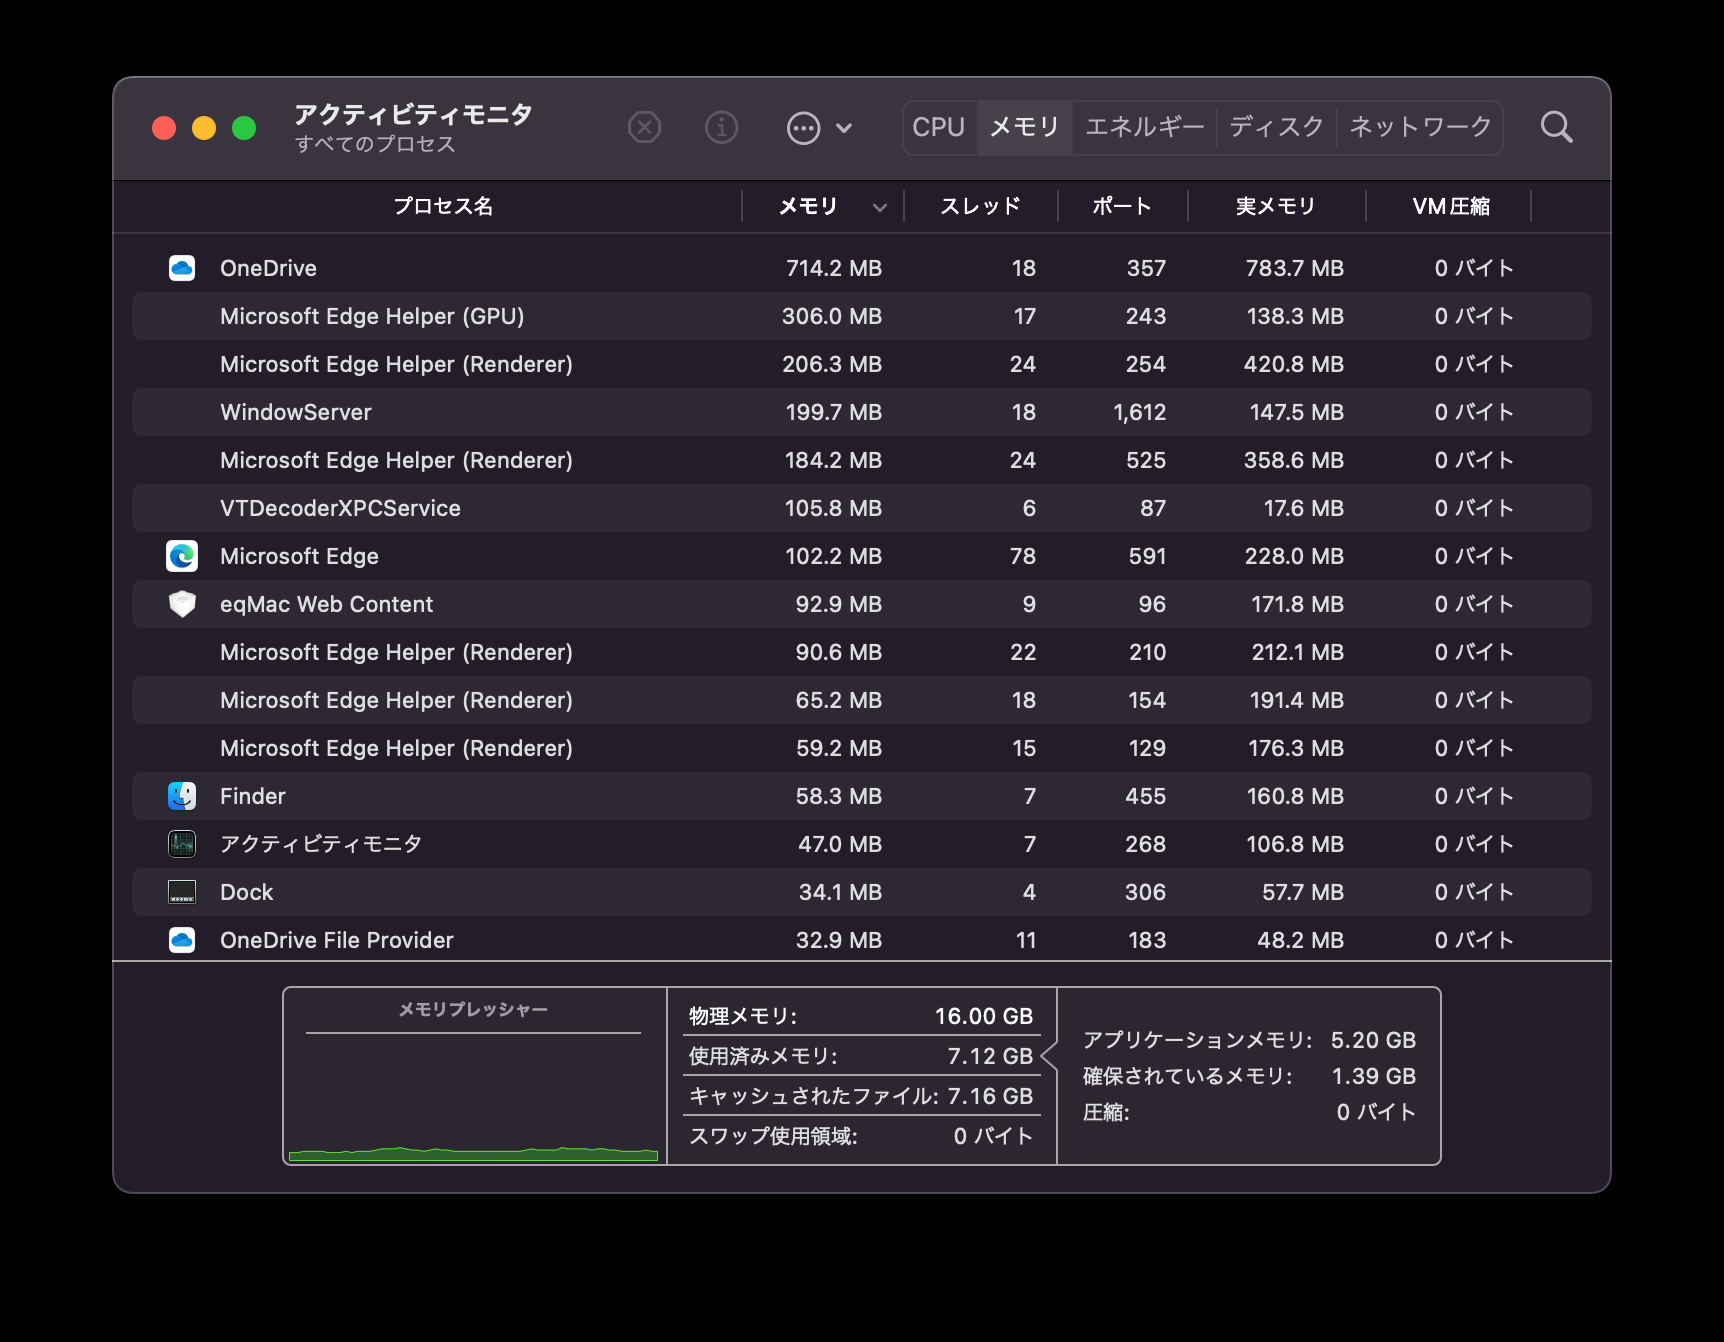 アクティビティモニタ
すべてのプロセス
CPU メモリ エネルギー ディスク ネットワーク
プロセス名 メモリ スレッド ポート 実メモリ VM圧縮
OneDrive 714.2 MB 18 357 783.7 MB 0 バイト
Microsoft Edge Helper (GPU) 306.0 MB 17 243 138.3 MB 0 バイト
Microsoft Edge Helper (Renderer) 206.3 MB 24 254 420.8 MB 0 バイト
WindowServer 199.7 MB 18 1,612 147.5 MB 0 バイト
Microsoft Edge Helper (Renderer) 184.2 MB 24 525 358.6 MB 0 バイト
VTDecoderXPCService 105.8 MB 6 87 17.6 MB 0 バイト
Microsoft Edge 102.2 MB 78 591 228.0 MB 0 バイト
eqMac Web Content 92.9 MB 9 96 171.8 MB 0 バイト
Microsoft Edge Helper (Renderer) 90.6 MB 22 210 212.1 MB 0 バイト
Microsoft Edge Helper (Renderer) 65.2 MB 18 154 191.4 MB 0 バイト
Microsoft Edge Helper (Renderer) 59.2 MB 15 129 176.3 MB 0 バイト
Finder 58.3 MB 7 455 160.8 MB 0 バイト
アクティビティモニタ 47.0 MB 7 268 106.8 MB 0 バイト
Dock 34.1 MB 4 306 57.7 MB 0 バイト
OneDrive File Provider 32.9 MB 11 183 48.2 MB 0 バイト
メモリプレッシャー
物理メモリ: 16.00 GB
使用済みメモリ: 7.12 GB
キャッシュされたファイル: 7.16 GB
スワップ使用領域: 0 バイト
アプリケーションメモリ: 5.20 GB
確保されているメモリ: 1.39 GB
圧縮: 0 バイト